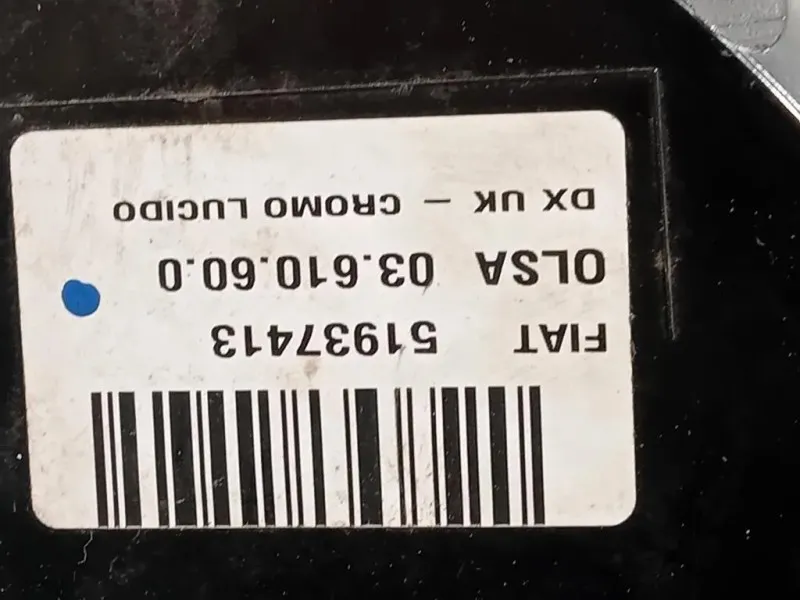 FIAT 51937413
OLSA 03.610.60.0
DX UK - CROMO LUCIDO